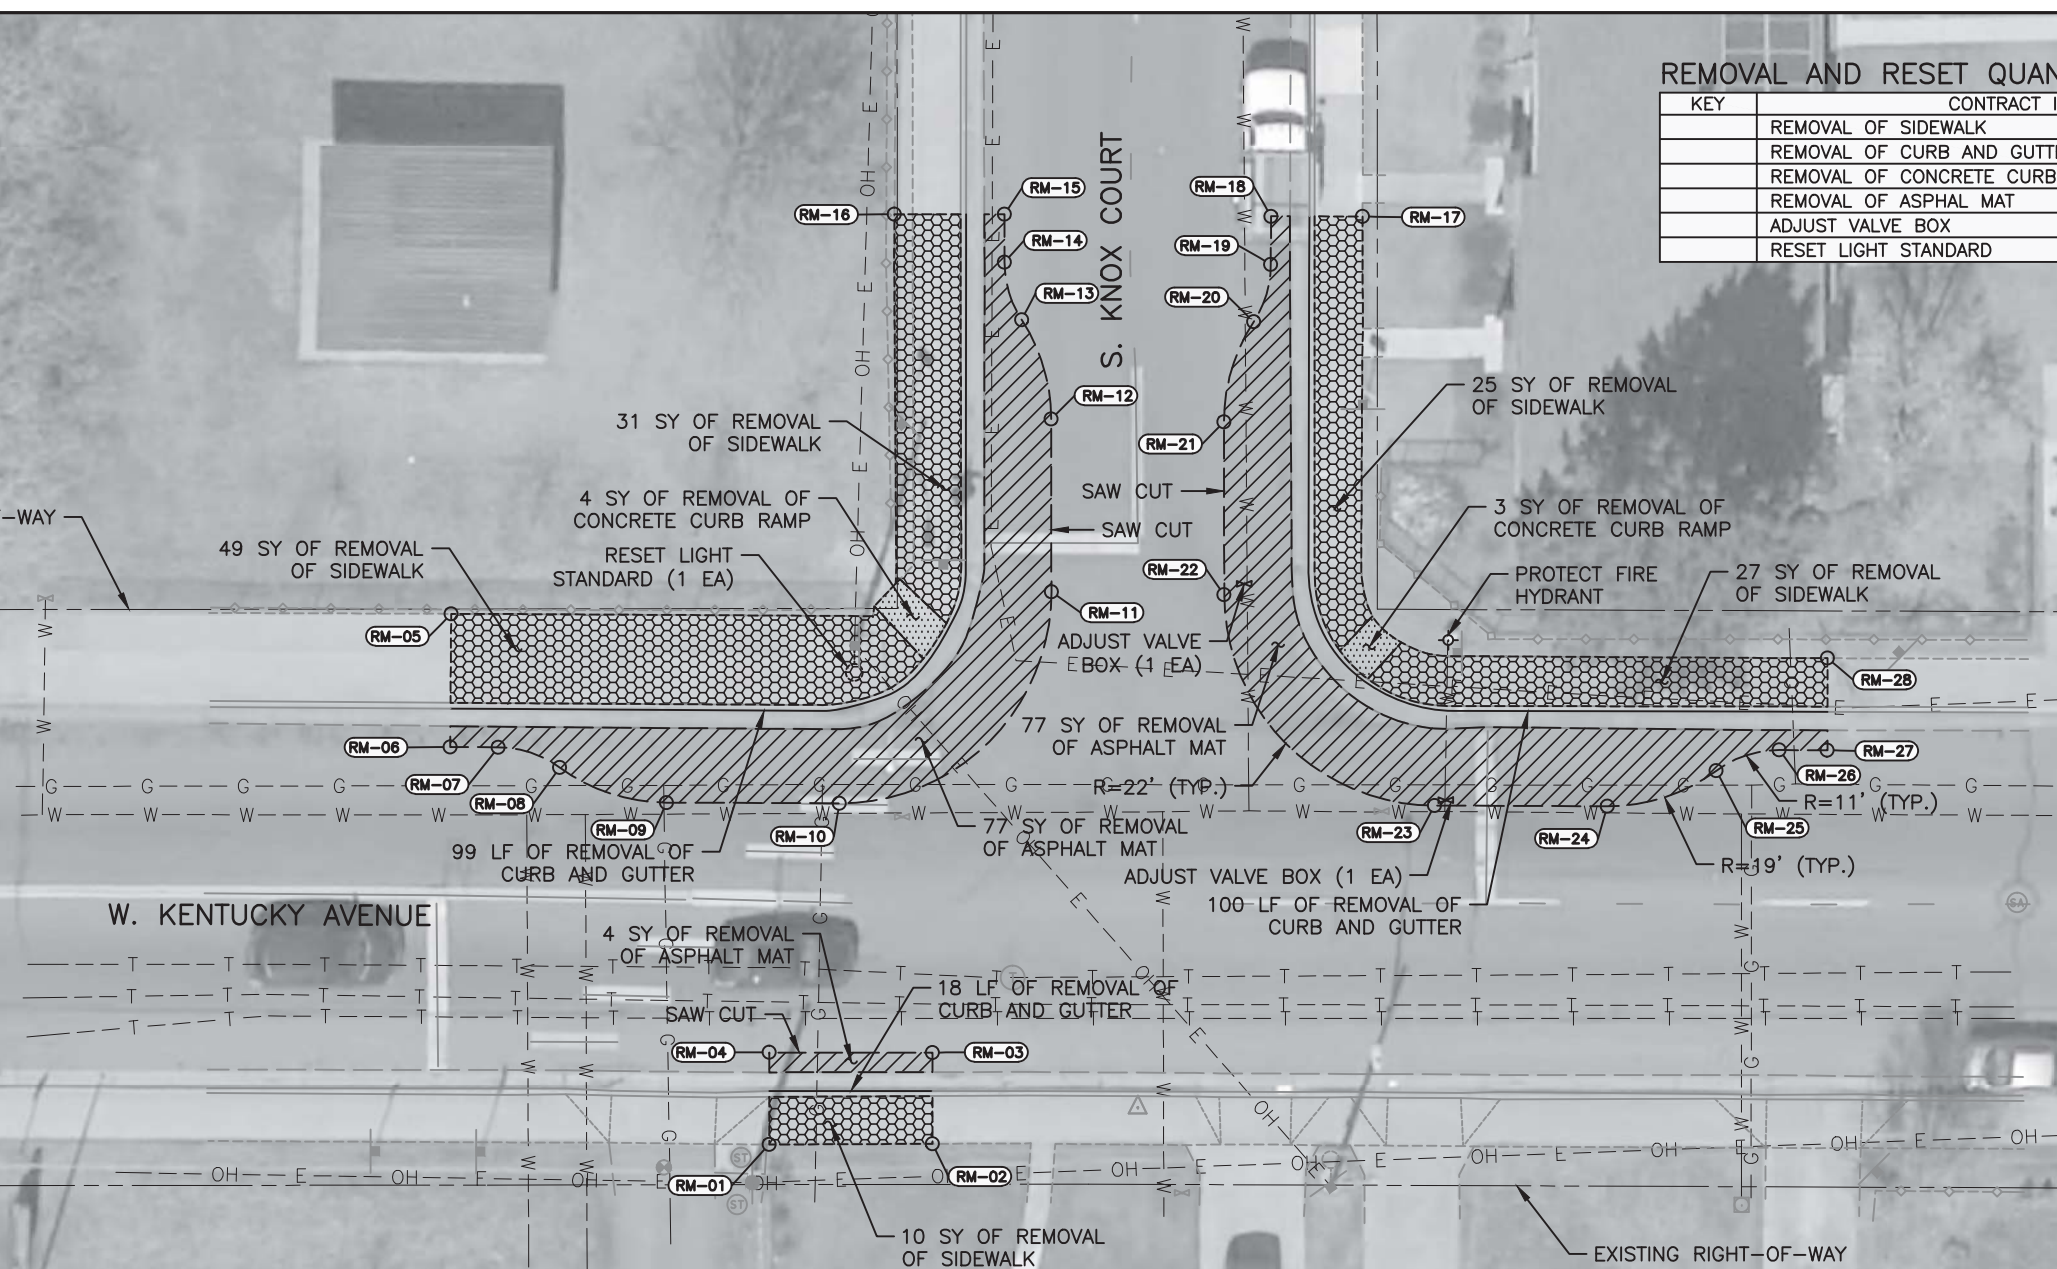 REMOVAL AND RESET QUAN
KEY
CONTRACT I
REMOVAL OF SIDEWALK
REMOVAL OF CURB AND GUTT
REMOVAL OF CONCRETE CURB
REMOVAL OF ASPHAL MAT
ADJUST VALVE BOX
RESET LIGHT STANDARD
S. KNOX COURT
RM-15
RM-18
RM-16
RM-17
RM-14
RM-19
RM-13
RM-20
RM-12
RM-21
25 SY OF REMOVAL
OF SIDEWALK
31 SY OF REMOVAL
OF SIDEWALK
SAW CUT
SAW CUT
4 SY OF REMOVAL OF
CONCRETE CURB RAMP
3 SY OF REMOVAL OF
CONCRETE CURB RAMP
-WAY
49 SY OF REMOVAL
OF SIDEWALK
RESET LIGHT
STANDARD (1 EA)
PROTECT FIRE
HYDRANT
27 SY OF REMOVAL
OF SIDEWALK
RM-22
RM-11
RM-05
ADJUST VALVE
BOX (1 EA)
RM-28
77 SY OF REMOVAL
OF ASPHALT MAT
RM-06
RM-27
RM-07
RM-26
R=22' (TYP.)
RM-08
R=11' (TYP.)
RM-09
RM-10
77 SY OF REMOVAL
OF ASPHALT MAT
RM-23
RM-24
RM-25
99 LF OF REMOVAL OF
CURB AND GUTTER
R=19' (TYP.)
ADJUST VALVE BOX (1 EA)
100 LF OF REMOVAL OF
CURB AND GUTTER
W. KENTUCKY AVENUE
4 SY OF REMOVAL
OF ASPHALT MAT
18 LF OF REMOVAL OF
CURB AND GUTTER
SAW CUT
RM-04
RM-03
RM-01
RM-02
10 SY OF REMOVAL
OF SIDEWALK
EXISTING RIGHT-OF-WAY